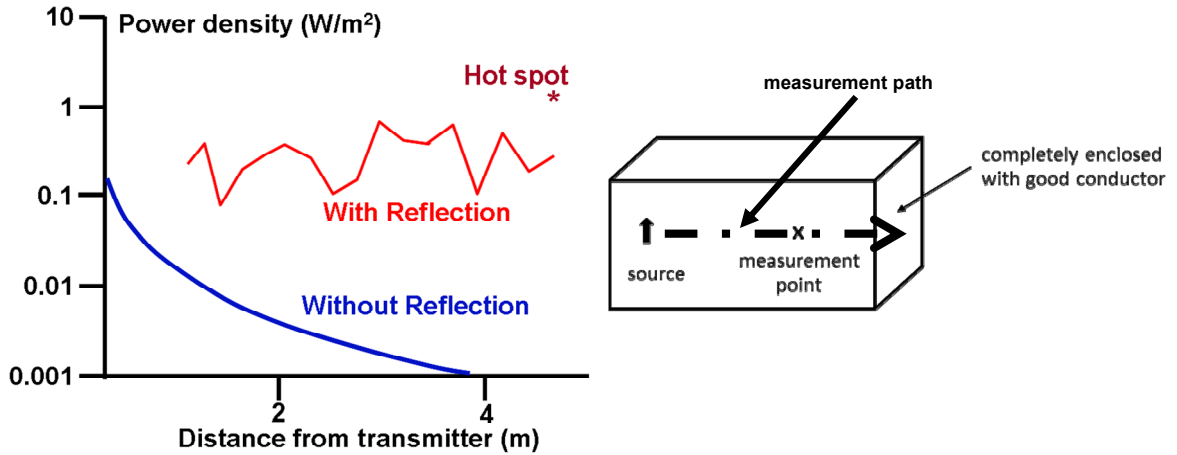 10
Power density (W/m²)
Hot spot
*
1
0.1
With Reflection
0.01
Without Reflection
0.001
2
4
Distance from transmitter (m)
measurement path
completely enclosed
with good conductor
x
source
measurement
point